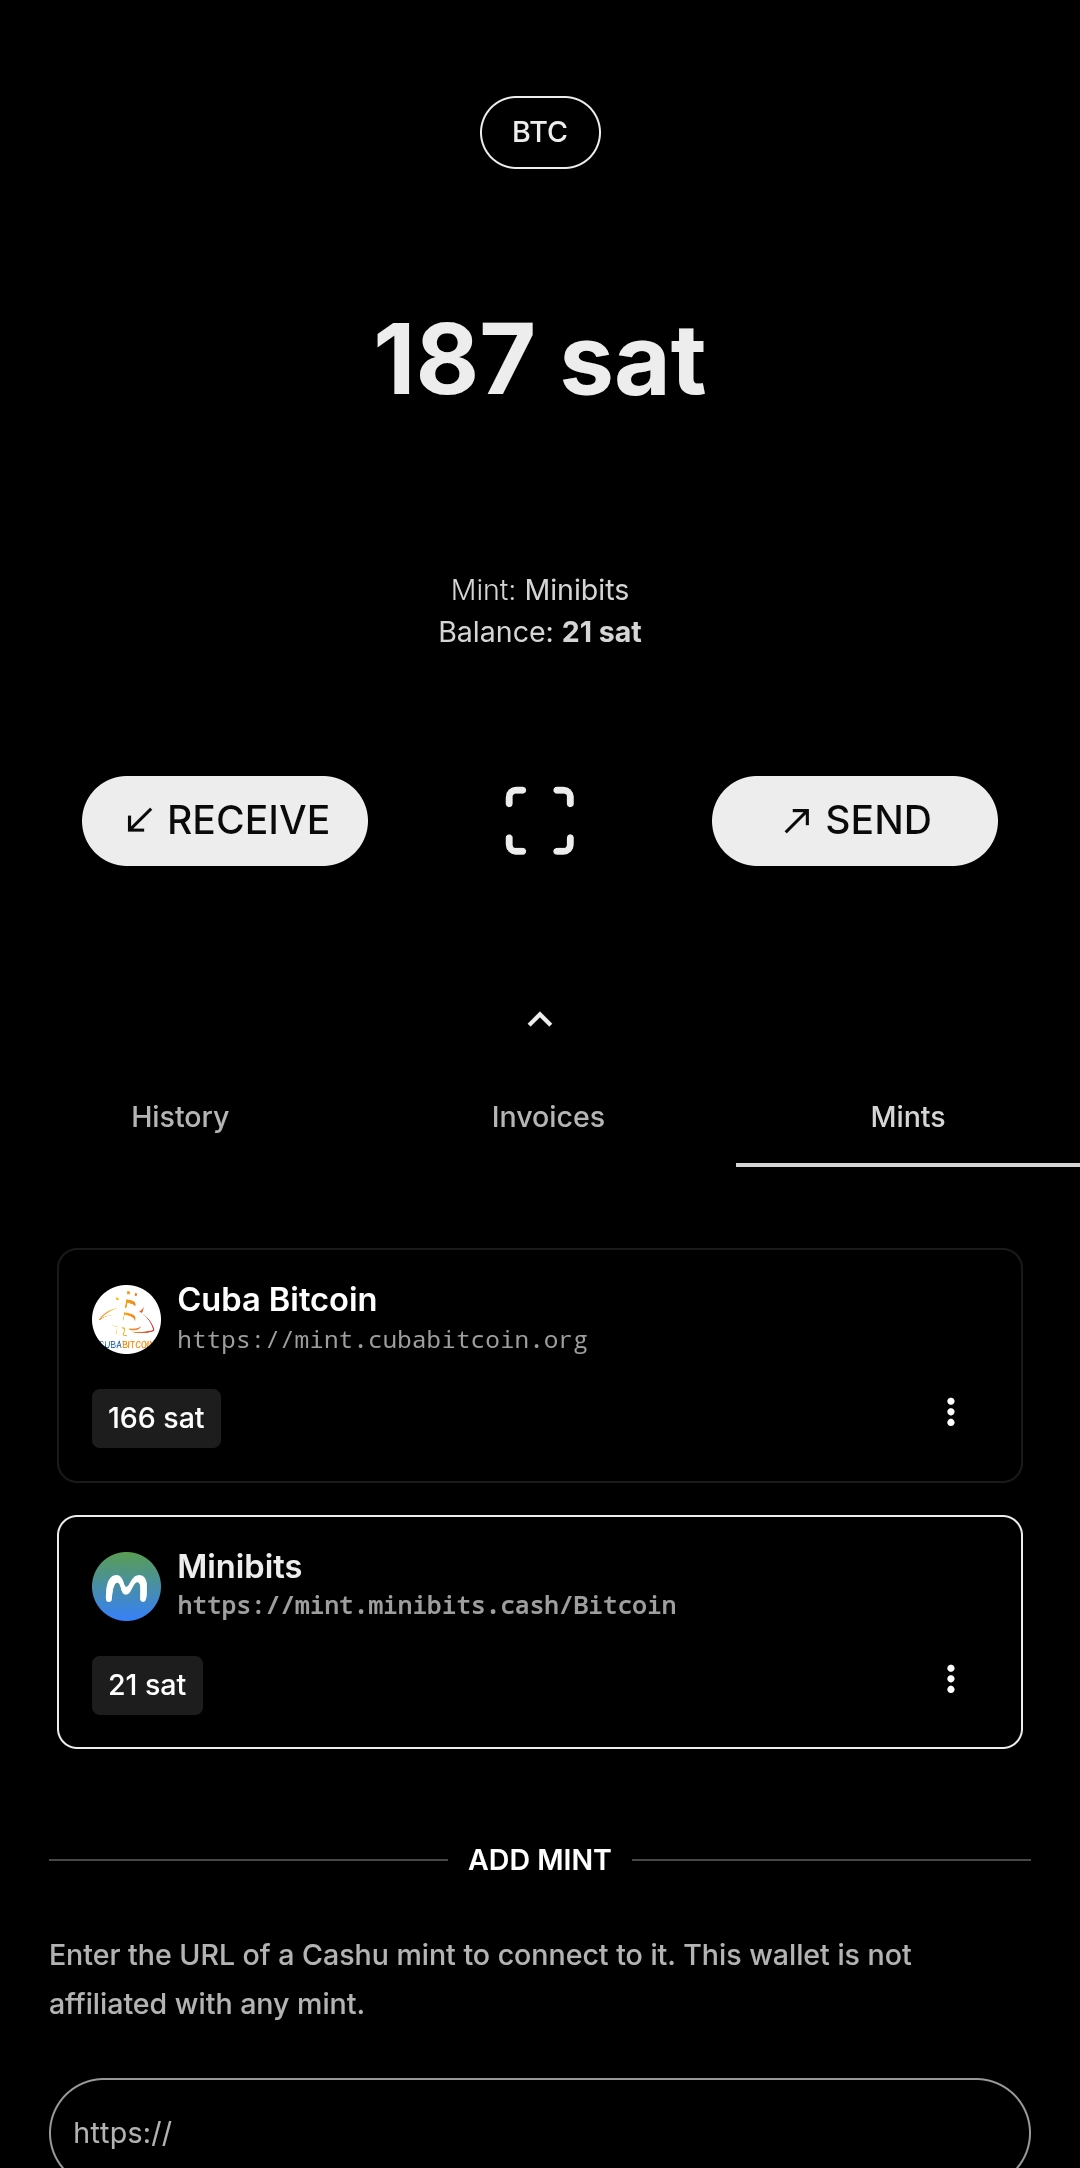 BTC
187 sat
Mint: Minibits
Balance: 21 sat
RECEIVE
SEND
History
Invoices
Mints
Cuba Bitcoin
https://mint.cubabitcoin.org
CUBABITCOIN
166 sat
Minibits
https://mint.minibits.cash/Bitcoin
21 sat
ADD MINT
Enter the URL of a Cashu mint to connect to it. This wallet is not
affiliated with any mint.
https://